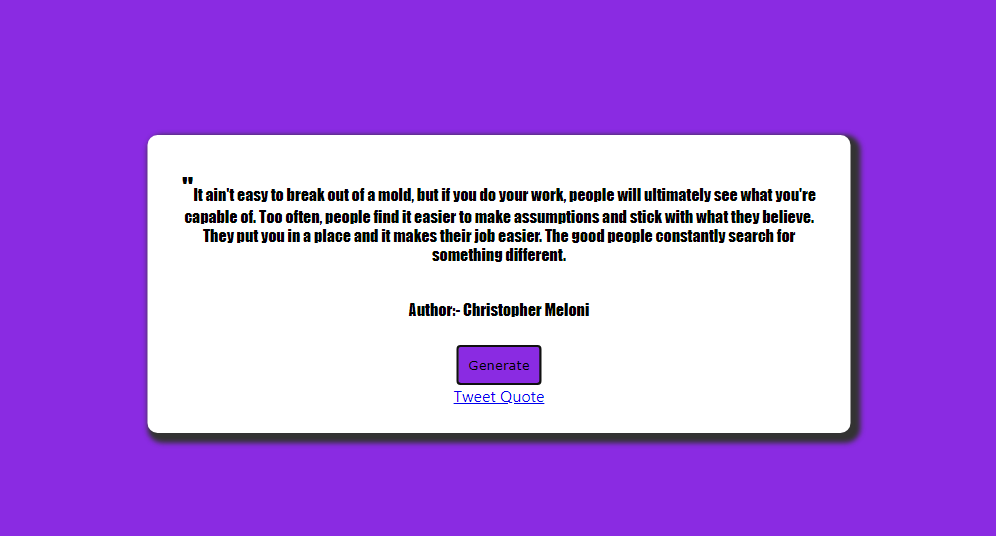 "It ain't easy to break out of a mold, but if you do your work, people will ultimately see what you're
capable of. Too often, people find it easier to make assumptions and stick with what they believe.
They put you in a place and it makes their job easier. The good people constantly search for
something different.
Author:- Christopher Meloni
Generate
Tweet Quote